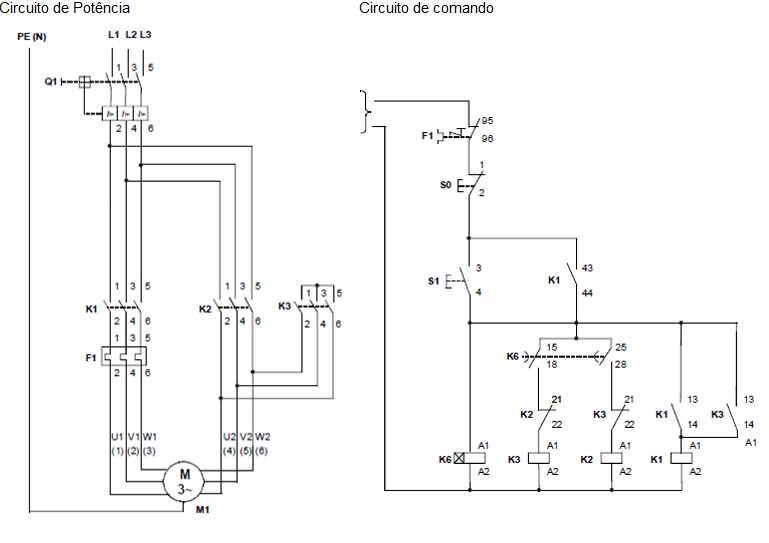 Circuito de Potência
Circuito de comando
PE (N)
L1 L2 L3
1 3 5
Q1
I> I> I>
2 4 6
95
F1
96
1
S0
2
3
S1
4
43
K1
44
1 3 5
K1
2 4 6
1 3 5
K2
2 4 6
1 3 5
K3
2 4 6
1 3 5
F1
2 4 6
15
K6
18
25
28
21
K2
22
21
K3
22
13
K1
14
13
K3
14
A1
U1 V1 W1
(1) (2) (3)
U2 V2 W2
(4) (5) (6)
M
3~
M1
A1
K6
A2
A1
K3
A2
A1
K2
A2
A1
K1
A2